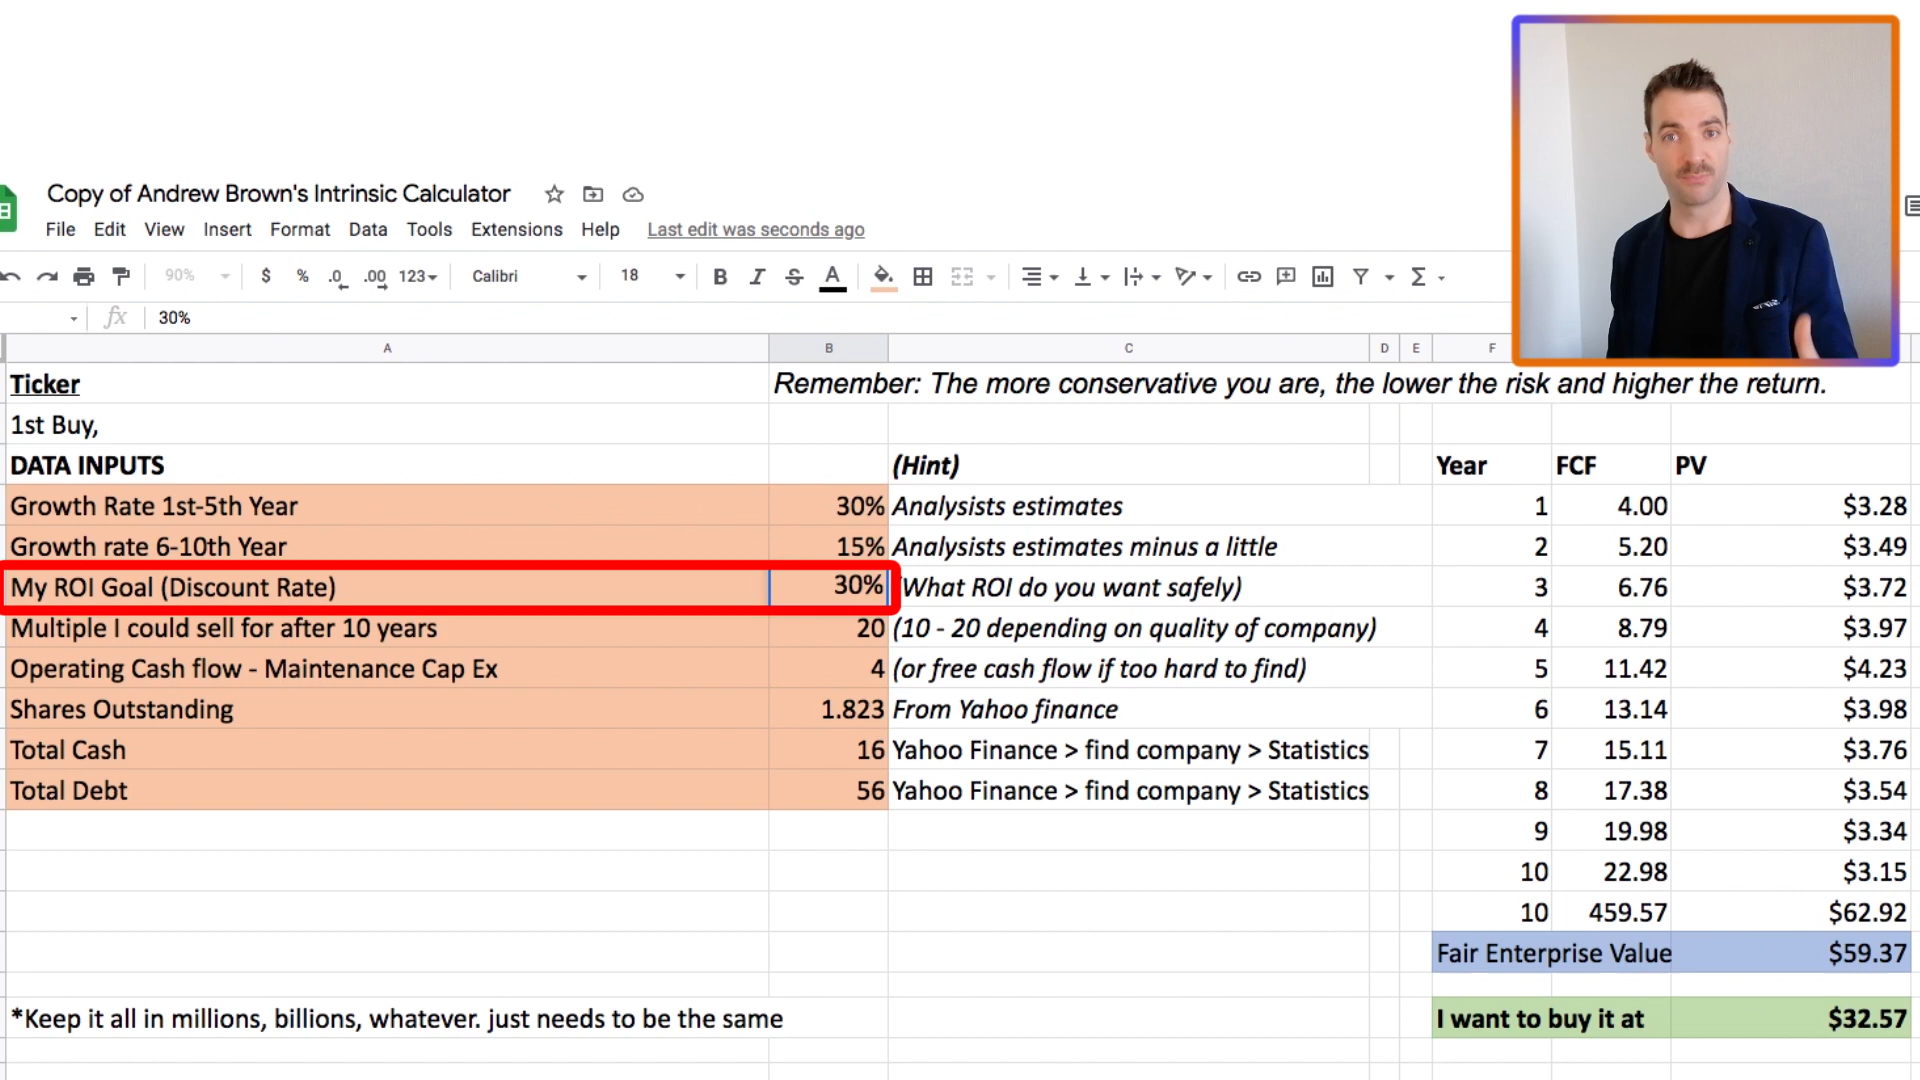 Copy of Andrew Brown's Intrinsic Calculator
File Edit View Insert Format Data Tools Extensions Help Last edit was seconds ago
90% $ % .0 .00 123 Calibri 18 B I S A Σ
fx 30%
A B C D E F
Ticker Remember: The more conservative you are, the lower the risk and higher the return.
1st Buy,
DATA INPUTS (Hint) Year FCF PV
Growth Rate 1st-5th Year 30% Analysists estimates 1 4.00 $3.28
Growth rate 6-10th Year 15% Analysists estimates minus a little 2 5.20 $3.49
My ROI Goal (Discount Rate) 30% (What ROI do you want safely) 3 6.76 $3.72
Multiple I could sell for after 10 years 20 (10 - 20 depending on quality of company) 4 8.79 $3.97
Operating Cash flow - Maintenance Cap Ex 4 (or free cash flow if too hard to find) 5 11.42 $4.23
Shares Outstanding 1.823 From Yahoo finance 6 13.14 $3.98
Total Cash 16 Yahoo Finance > find company > Statistics 7 15.11 $3.76
Total Debt 56 Yahoo Finance > find company > Statistics 8 17.38 $3.54
9 19.98 $3.34
10 22.98 $3.15
10 459.57 $62.92
Fair Enterprise Value $59.37
*Keep it all in millions, billions, whatever. just needs to be the same I want to buy it at $32.57